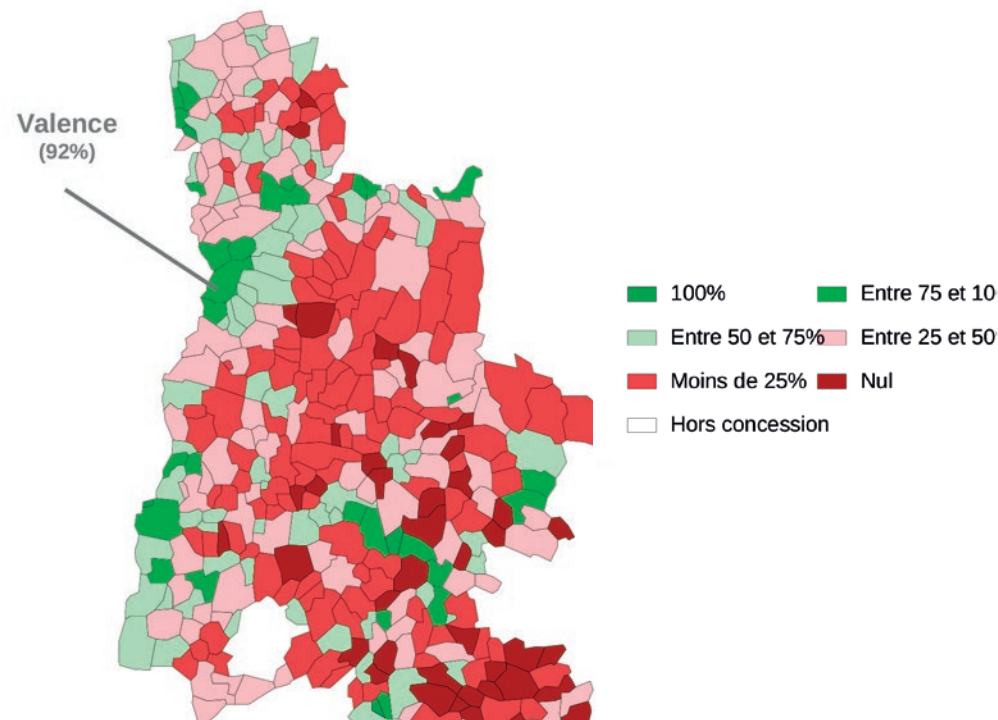 Valence
(92%)
100%
Entre 75 et 10
Entre 50 et 75%
Entre 25 et 50
Moins de 25%
Nul
Hors concession